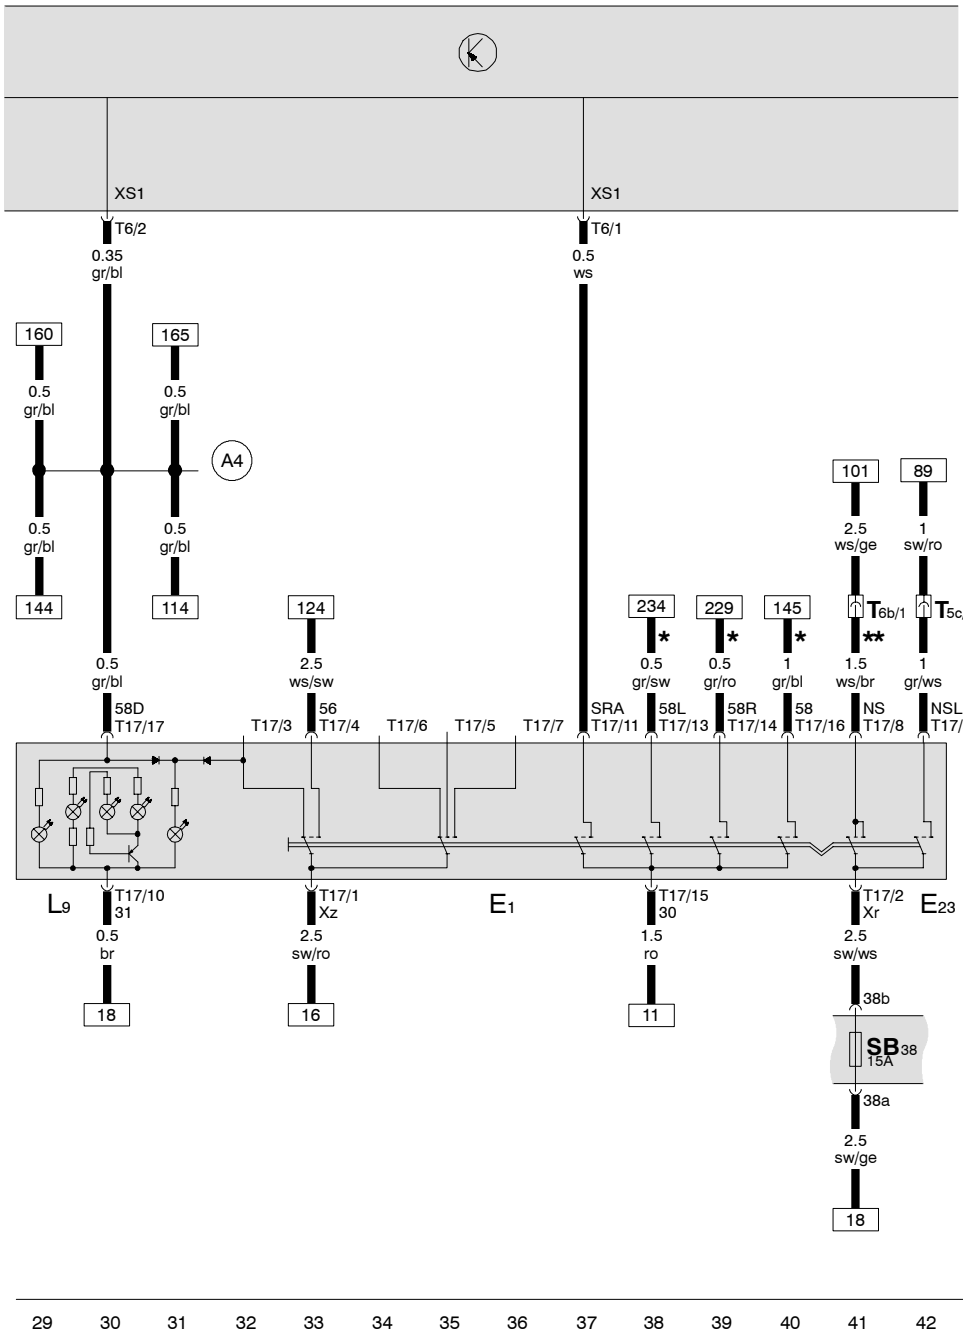 XS1 XS1
T6/2 T6/1
0.35 0.5
gr/bl ws
160 165
0.5 0.5
gr/bl gr/bl
A4
101 89
0.5 0.5 2.5 1
gr/bl gr/bl ws/ge sw/ro
144 114 124 234 229 145 T6b/1 T5c/
* * * **
0.5 2.5 0.5 0.5 1 1.5 1
gr/bl ws/sw gr/sw gr/ro gr/bl ws/br gr/ws
58D 56 SRA 58L 58R 58 NS NSL
T17/17 T17/3 T17/4 T17/6 T17/5 T17/7 T17/11 T17/13 T17/14 T17/16 T17/8 T17/
L9 T17/10 T17/1 E1 T17/15 T17/2 E23
31 Xz 30 Xr
0.5 2.5 1.5 2.5
br sw/ro ro sw/ws
18 16 11
38b
SB38
15A
38a
2.5
sw/ge
18
29 30 31 32 33 34 35 36 37 38 39 40 41 42